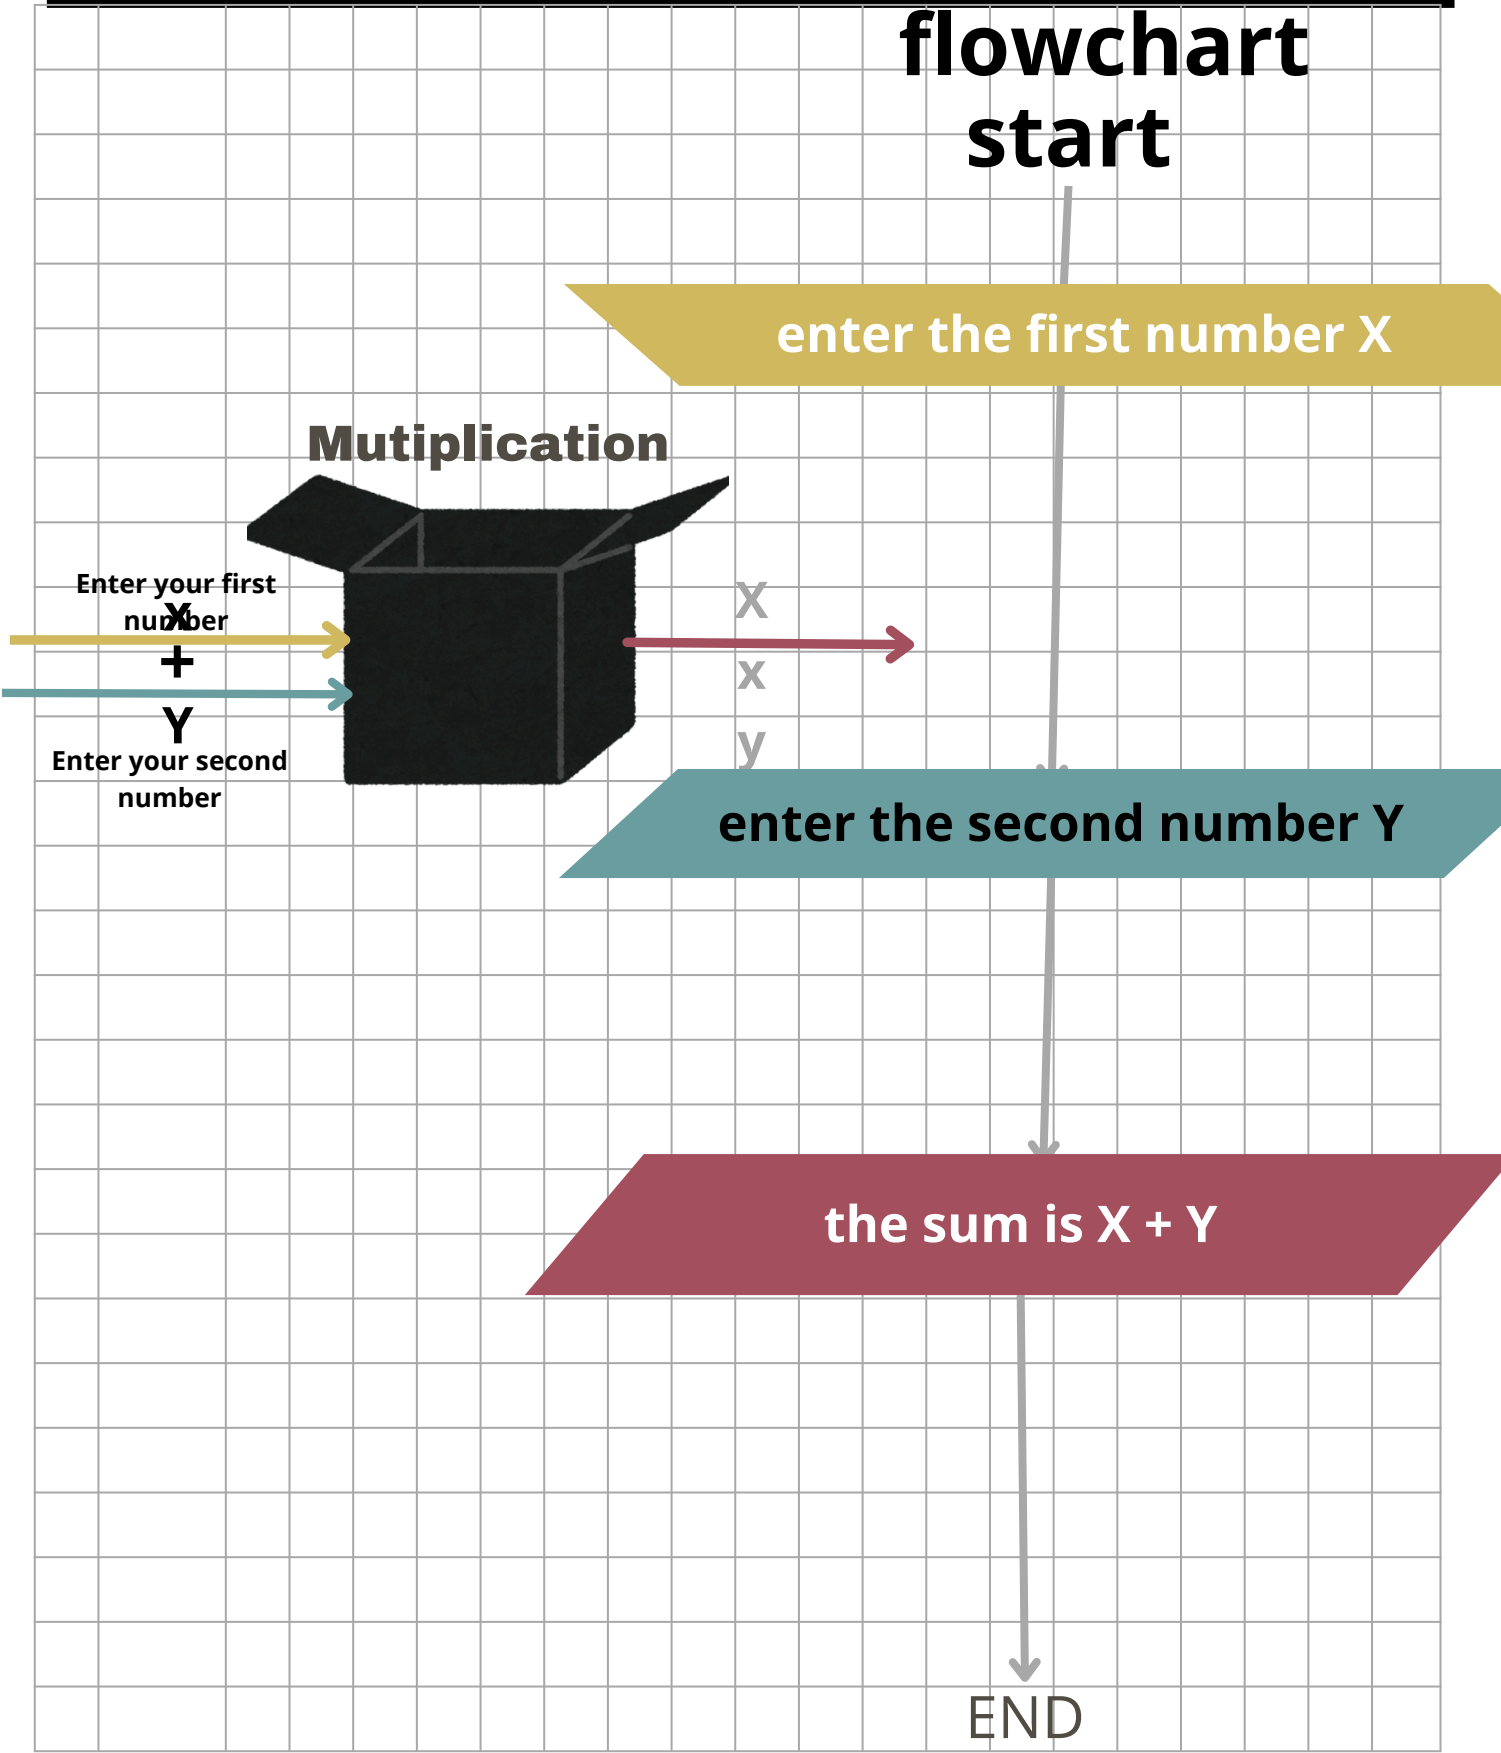 flowchart
start
enter the first number X
Mutiplication
Enter your first
number
X
+
Y
Enter your second
number
X
x
y
enter the second number Y
the sum is X + Y
END